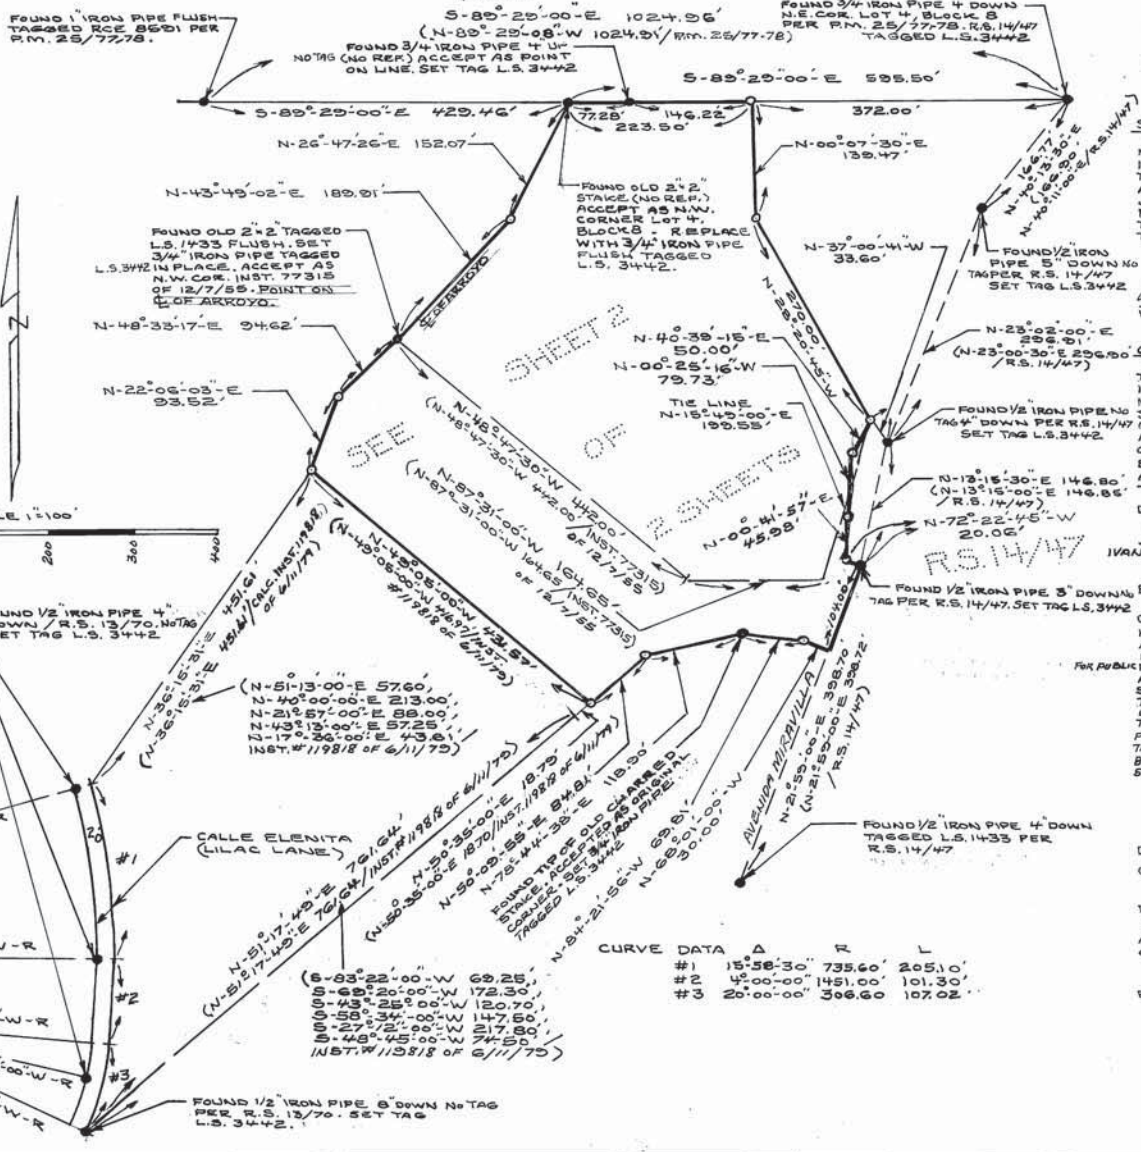 FOUND 1" IRON PIPE FLUSH
TAGGED RCE 8691 PER
P.M. 25/77-78.
S-89°-29'-00"-E 1024.96'
(N-89°-29'-08"-W 1024.91'/P.M. 25/77-78)
FOUND 3/4 IRON PIPE 4" UP
NO TAG (NO REF.) ACCEPT AS POINT
ON LINE. SET TAG L.S. 3442
FOUND 3/4 IRON PIPE 4" DOWN
N.E. COR. LOT 4, BLOCK 8
PER P.M. 25/77-78. R.S. 14/47
TAGGED L.S. 3442
S-89°-29'-00"-E 595.50'
S-89°-29'-00"-E 429.46'
77.28' 146.22'
223.50'
372.00'
N-26°-47'-26"-E 152.07'
N-00°-07'-30"-E
139.47'
N-40°-13'-30"-E
166.77'
(166.80'
N-40°-11'-00"-E/R.S. 14/47)
N-43°-49'-02"-E 189.91'
FOUND OLD 2"x2"
STAKE (NO REF.)
ACCEPT AS N.W.
CORNER LOT 4,
BLOCK 8 - REPLACE
WITH 3/4" IRON PIPE
FLUSH TAGGED
L.S. 3442.
FOUND OLD 2"x2" TAGGED
L.S. 1433 FLUSH. SET
3/4" IRON PIPE TAGGED
L.S. 3442 IN PLACE. ACCEPT AS
N.W. COR. INST. 77315
OF 12/7/55. POINT ON
℄ OF ARROYO.
℄ OF ARROYO
N-37°-00'-41"-W
33.60'
FOUND 1/2" IRON
PIPE 5" DOWN NO
TAG PER R.S. 14/47
SET TAG L.S. 3442
270.00'
N-28°-20'-45"-W
N-48°-33'-17"-E 94.62'
SHEET 2
N-40°-39'-15"-E
50.00'
N-00°-25'-16"-W
79.73'
N-23°-02'-00"-E
296.91'
(N-23°-00'-30"-E 296.90'
/R.S. 14/47)
N-22°-06'-03"-E
93.52'
TIE LINE
N-15°-49'-00"-E
199.55'
FOUND 1/2" IRON PIPE NO
TAG 4" DOWN PER R.S. 14/47
SET TAG L.S. 3442
SEE
OF
2 SHEETS
N-48°-47'-30"-W 442.00'
(N-48°-47'-30"-W 442.00'/INST. 77315)
OF 12/7/55
N-87°-31'-00"-W 164.65'
(N-87°-31'-00"-W 164.65'/INST. 77315)
OF 12/7/55
N-00°-41'-57"-E
45.98'
N-13°-15'-30"-E 146.80'
(N-13°-15'-00"-E 146.85'
/R.S. 14/47)
N-72°-22'-45"-W
20.06'
R.S. 14/47
IVAN
FOUND 1/2" IRON PIPE 3" DOWN NO
TAG PER R.S. 14/47. SET TAG L.S. 3442
1"=100'
200 300 400
N-49°-05'-00"-W 431.57'
#119818 OF
6/11/79)
1/2" IRON PIPE 4"
DOWN / R.S. 13/70. NO TAG
SET TAG L.S. 3442
N-36°-15'-31"-E 451.61'
(N-36°-15'-31"-E 451.61'/CALC. INST. 119818
OF 6/11/79)
104.00'
FOR PUBLIC
(N-51°-13'-00"-E 57.60',
N-40°-00'-00"-E 213.00',
N-21°-57'-00"-E 88.00',
N-43°-13'-00"-E 57.25',
N-17°-36'-00"-E 43.81'/
INST. #119818 OF 6/11/79)
AVENIDA MIRAVILLA
N-21°-59'-00"-E 398.70'
(N-21°-59'-00"-E 398.72'
/R.S. 14/47)
CALLE ELENITA
(LILAC LANE)
20'
#1
#2
#3
N-51°-17'-49"-E 761.64'
(N-51°-17'-49"-E 761.64'/INST. #119818 OF 6/11/79)
N-50°-35'-00"-E 18.79'
(N-50°-35'-00"-E 18.70/INST. 119818 OF 6/11/79)
N-50°-09'-55"-E 84.81'
N-78°-44'-38"-E 118.90'
FOUND TIP OF OLD CHARRED
STAKE, ACCEPTED AS ORIGINAL
CORNER - SET 3/4" IRON PIPE
TAGGED L.S. 3442
N-84°-21'-56"-W 69.81'
N-68°-01'-00"-W
30.00'
FOUND 1/2" IRON PIPE 4" DOWN
TAGGED L.S. 1433 PER
R.S. 14/47
(S-83°-22'-00"-W 69.25',
S-69°-20'-00"-W 172.30',
S-43°-25'-00"-W 120.70',
S-58°-34'-00"-W 147.50',
S-27°-12'-00"-W 217.80',
S-48°-45'-00"-W 74.50'/
INST. #119818 OF 6/11/79)
CURVE DATA Δ R L
#1 15°-58'-30" 735.60' 205.10'
#2 4°-00'-00" 1451.00' 101.30'
#3 20°-00'-00" 306.60' 107.02'
FOUND 1/2" IRON PIPE 8" DOWN NO TAG
PER R.S. 13/70. SET TAG
L.S. 3442.